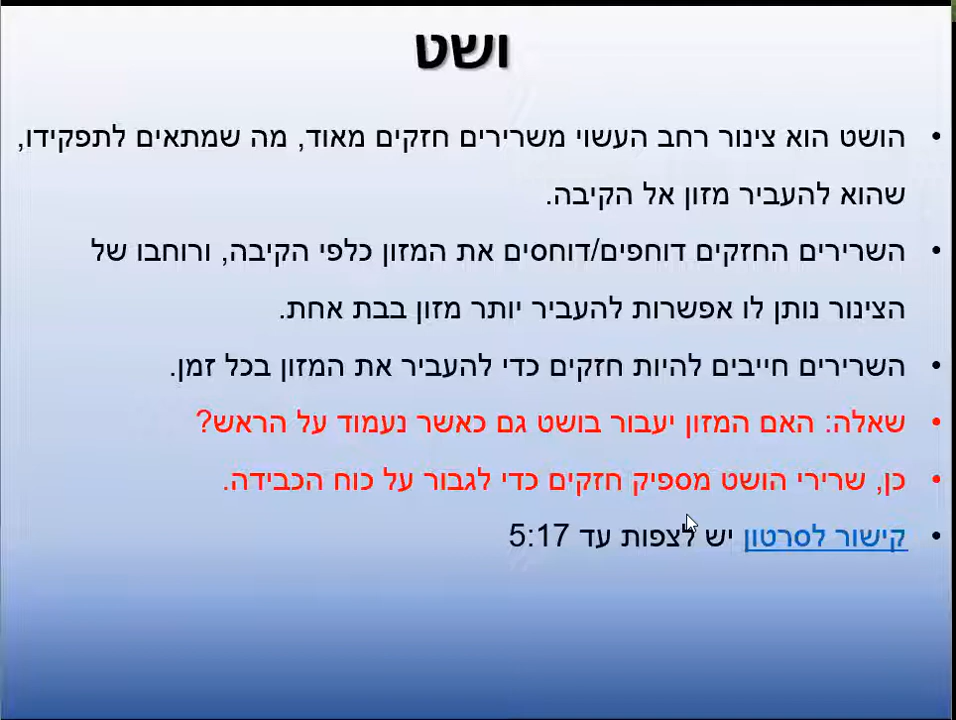 ושט
• הושט הוא צינור רחב העשוי משרירים חזקים מאוד, מה שמתאים לתפקידו,
שהוא להעביר מזון אל הקיבה.
• השרירים החזקים דוחפים/דוחסים את המזון כלפי הקיבה, ורוחבו של
הצינור נותן לו אפשרות להעביר יותר מזון בבת אחת.
• השרירים חייבים להיות חזקים כדי להעביר את המזון בכל זמן.
• שאלה: האם המזון יעבור בושט גם כאשר נעמוד על הראש?
• כן, שרירי הושט מספיק חזקים כדי לגבור על כוח הכבידה.
• קישור לסרטון יש לצפות עד 5:17